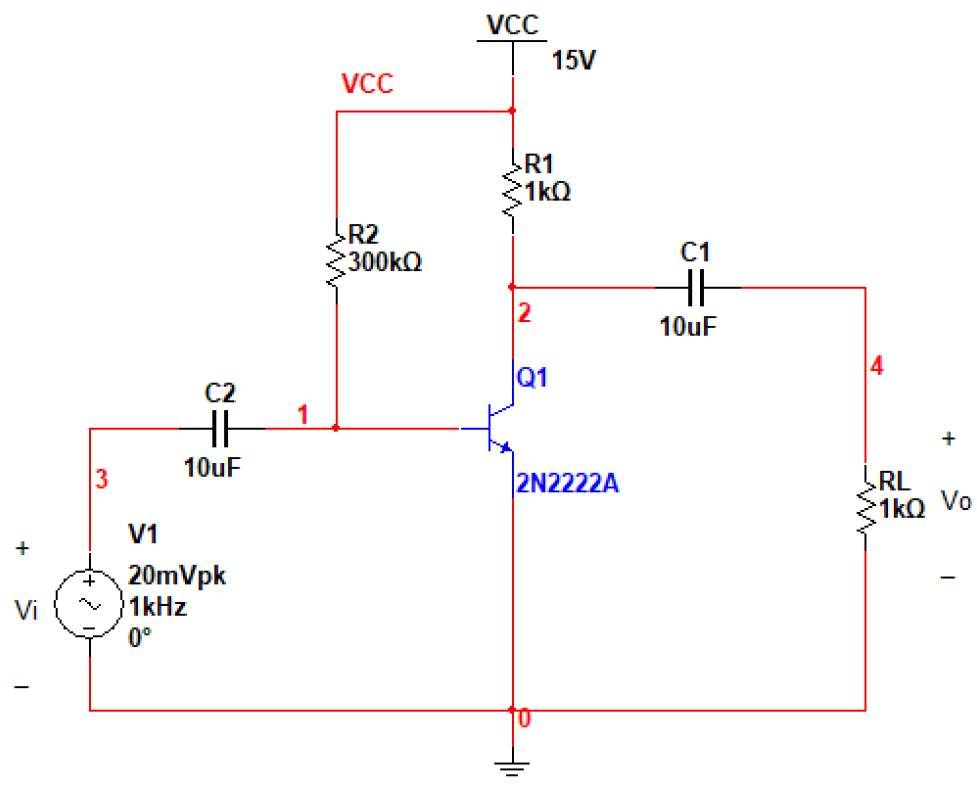 VCC
15V
VCC
R1
1kΩ
R2
300kΩ
C1
10uF
2
4
Q1
C2
10uF
1
3
2N2222A
+
RL
1kΩ
Vo
–
V1
20mVpk
1kHz
0°
+
Vi
–
+
–
0